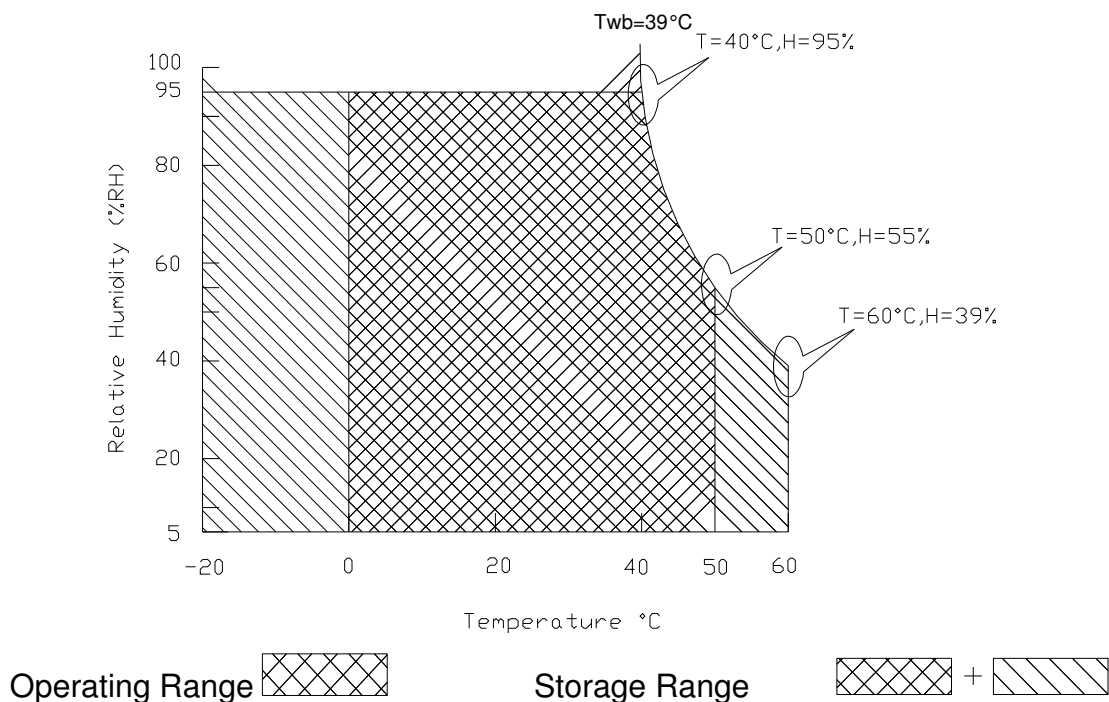 Twb=39°C
T=40°C,H=95%
100
95
80
60
40
20
5
Relative Humidity (%RH)
T=50°C,H=55%
T=60°C,H=39%
-20 0 20 40 50 60
Temperature °C
Operating Range Storage Range +